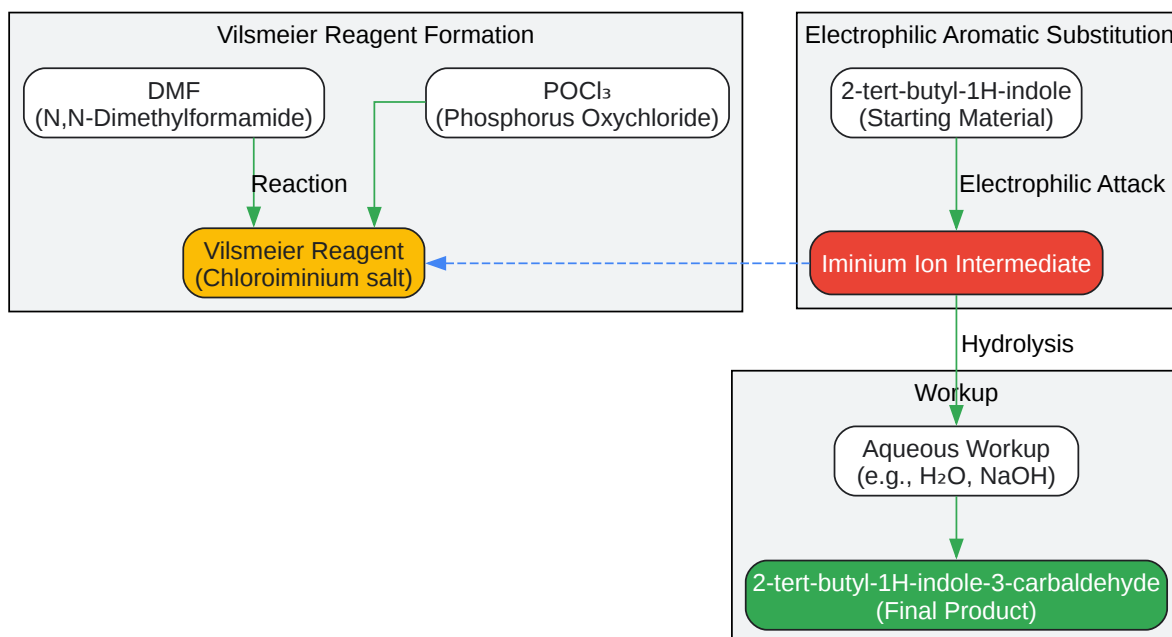 Vilsmeier Reagent Formation
DMF
(N,N-Dimethylformamide)
POCl₃
(Phosphorus Oxychloride)
Reaction
Vilsmeier Reagent
(Chloroiminium salt)
Electrophilic Aromatic Substitution
2-tert-butyl-1H-indole
(Starting Material)
Electrophilic Attack
Iminium Ion Intermediate
Hydrolysis
Workup
Aqueous Workup
(e.g., H₂O, NaOH)
2-tert-butyl-1H-indole-3-carbaldehyde
(Final Product)